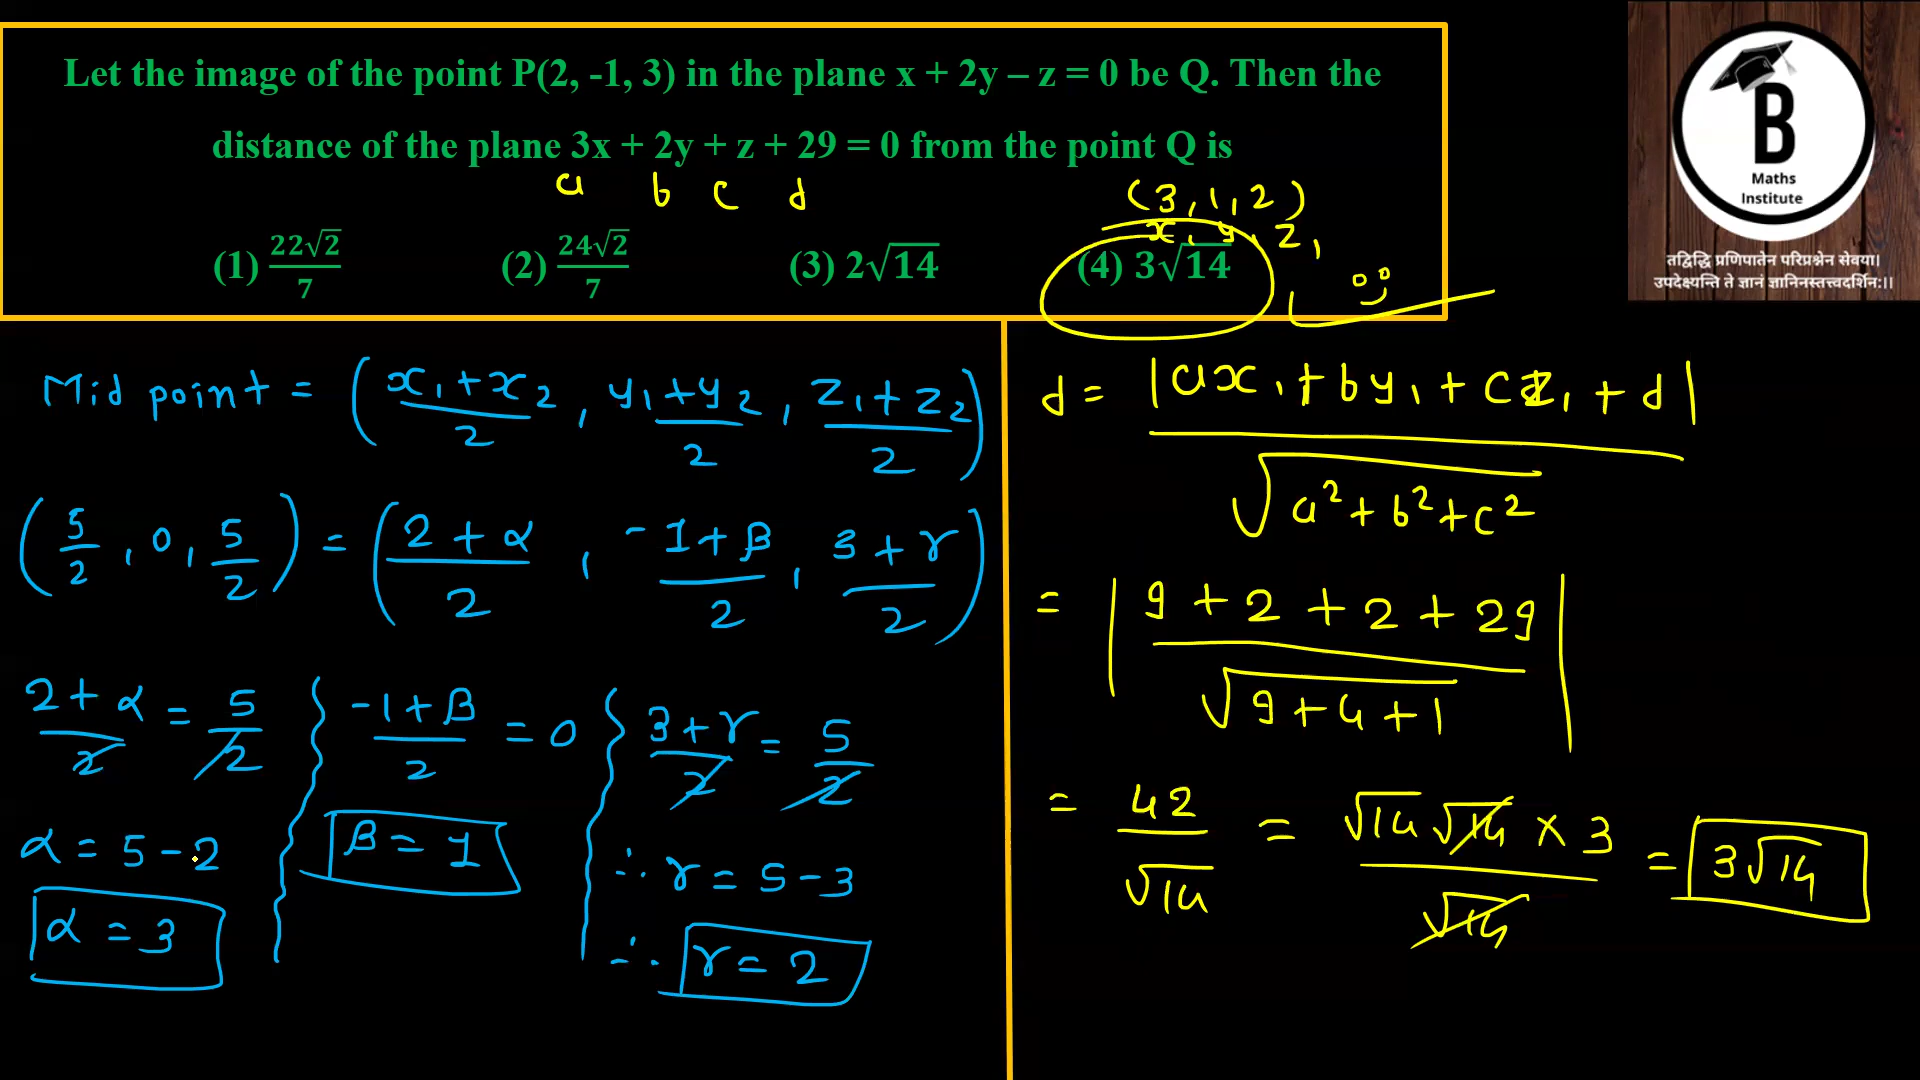 Let the image of the point P(2, -1, 3) in the plane x + 2y – z = 0 be Q. Then the
distance of the plane 3x + 2y + z + 29 = 0 from the point Q is
a b c d
(3, 1, 2)
x, y, z,
(1) 22√2/7 (2) 24√2/7 (3) 2√14 (4) 3√14
B
Maths
Institute
तद्विद्धि प्रणिपातेन परिप्रश्नेन सेवया।
उपदेक्ष्यन्ति ते ज्ञानं ज्ञानिनस्तत्त्वदर्शिनः।।
Mid point = ((x₁+x₂)/2, (y₁+y₂)/2, (z₁+z₂)/2)
(5/2, 0, 5/2) = ((2+α)/2, (-1+β)/2, (3+r)/2)
(2+α)/2 = 5/2
α = 5-2
α = 3
(-1+β)/2 = 0
β = 1
(3+r)/2 = 5/2
∴ r = 5-3
∴ r = 2
d = |ax₁+by₁+cz₁+d|/√(a²+b²+c²)
= |(9+2+2+29)/√(9+4+1)|
= 42/√14 = (√14 √14 × 3)/√14 = 3√14